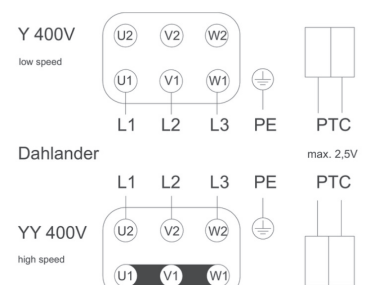 Y 400V
low speed
U2 V2 W2
U1 V1 W1
L1 L2 L3 PE PTC
Dahlander
max. 2,5V
L1 L2 L3 PE PTC
YY 400V
high speed
U2 V2 W2
U1 V1 W1